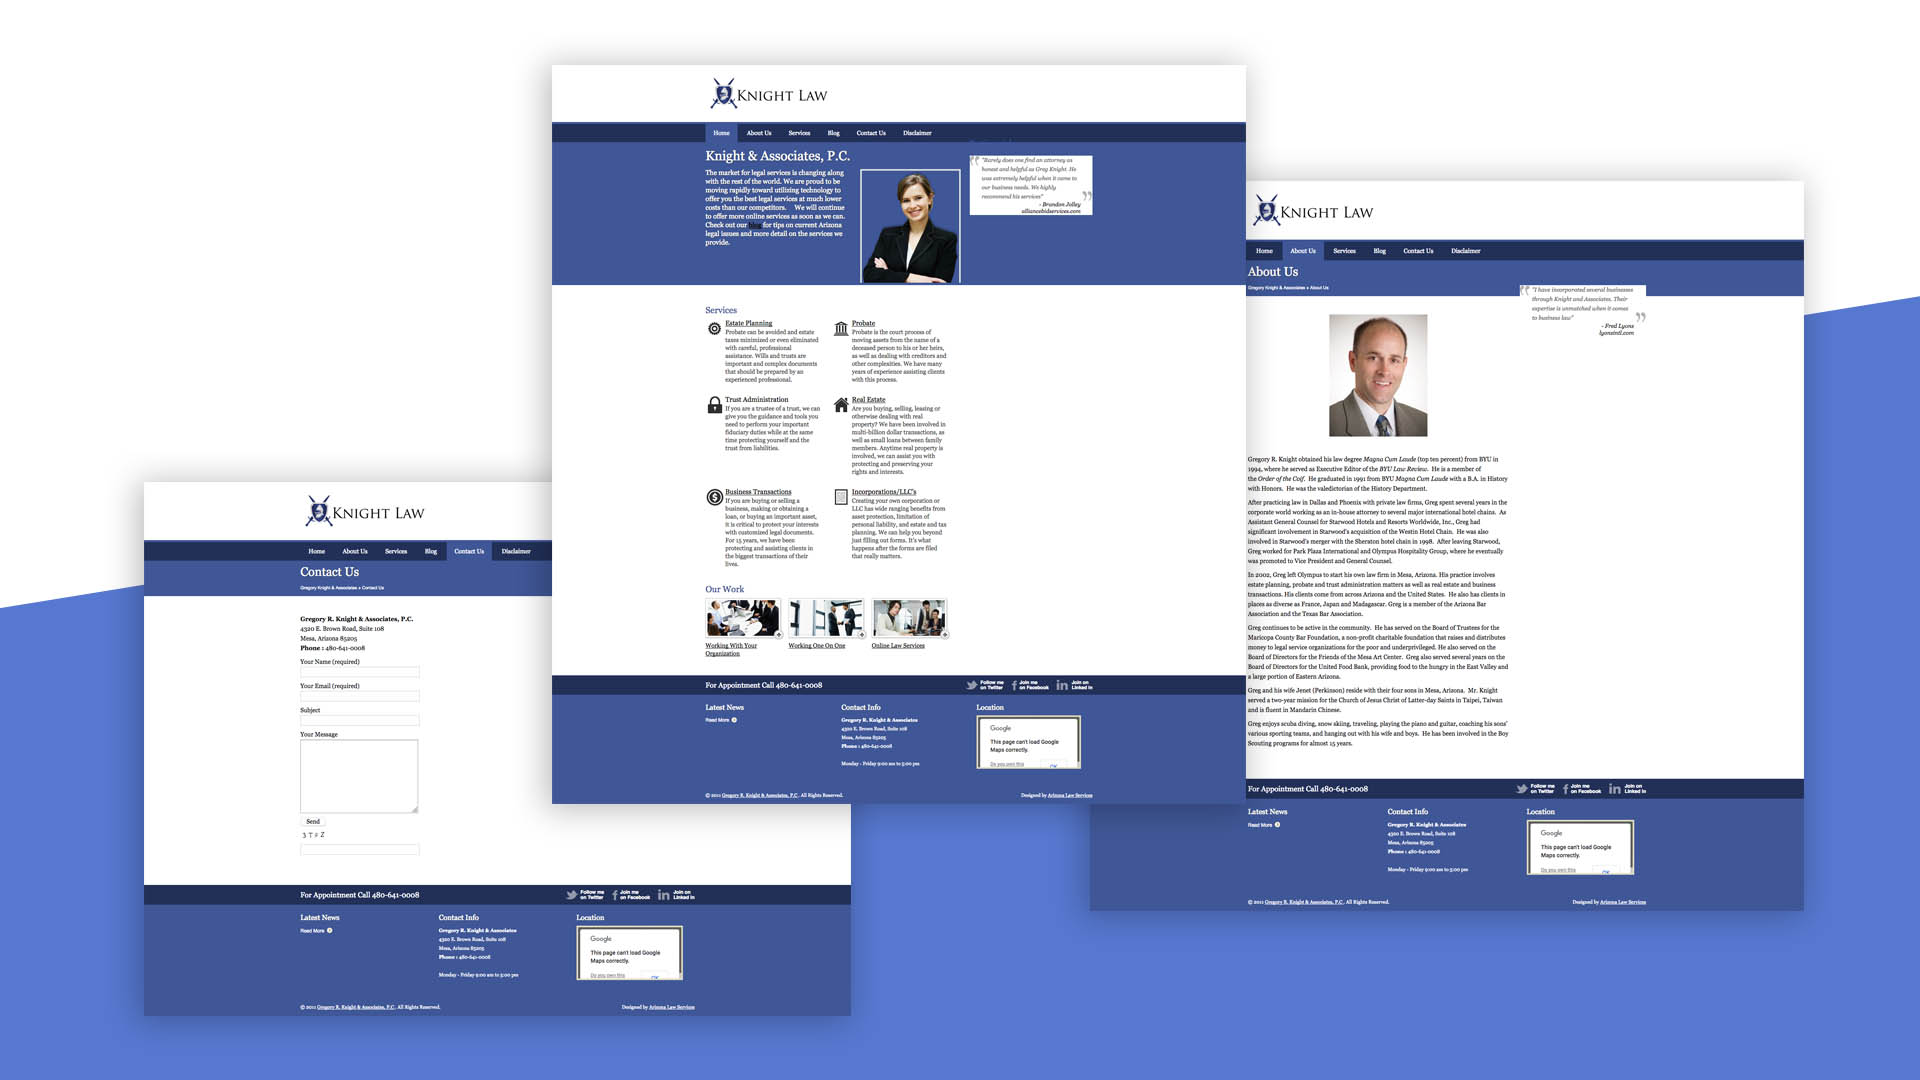 KNIGHT LAW
Home About Us Services Blog Contact Us Disclaimer
Contact Us
Gregory Knight & Associates » Contact Us
Gregory R. Knight & Associates, P.C.
4320 E. Brown Road, Suite 108
Mesa, Arizona 85205
Phone : 480-641-0008
Your Name (required)
Your Email (required)
Subject
Your Message
Send
3 T F Z
For Appointment Call 480-641-0008
Follow me
on Twitter
Join me
on Facebook
Join on
Linked In
Latest News
Read More
Contact Info
Gregory R. Knight & Associates
4320 E. Brown Road, Suite 108
Mesa, Arizona 85205
Phone : 480-641-0008
Monday - Friday 9:00 am to 5:00 pm
Location
Google
This page can't load Google
Maps correctly.
Do you own this
OK
© 2011 Gregory R. Knight & Associates, P.C. All Rights Reserved.
Designed by Arizona Law Services
KNIGHT LAW
Home About Us Services Blog Contact Us Disclaimer
Knight & Associates, P.C.
The market for legal services is changing along
with the rest of the world. We are proud to be
moving rapidly toward utilizing technology to
offer you the best legal services at much lower
costs than our competitors. We will continue
to offer more online services as soon as we can.
Check out our blog for tips on current Arizona
legal issues and more detail on the services we
provide.
"Rarely does one find an attorney as
honest and helpful as Greg Knight. He
was extremely helpful when it came to
our business needs. We highly
recommend his services"
- Brandon Jolley
alliancebidservices.com
Services
Estate Planning
Probate can be avoided and estate
taxes minimized or even eliminated
with careful, professional
assistance. Wills and trusts are
important and complex documents
that should be prepared by an
experienced professional.
Probate
Probate is the court process of
moving assets from the name of a
deceased person to his or her heirs,
as well as dealing with creditors and
other complexities. We have many
years of experience assisting clients
with this process.
Trust Administration
If you are a trustee of a trust, we can
give you the guidance and tools you
need to perform your important
fiduciary duties while at the same
time protecting yourself and the
trust from liabilities.
Real Estate
Are you buying, selling, leasing or
otherwise dealing with real
property? We have been involved in
multi-billion dollar transactions, as
well as small loans between family
members. Anytime real property is
involved, we can assist you with
protecting and preserving your
rights and interests.
Business Transactions
If you are buying or selling a
business, making or obtaining a
loan, or buying an important asset,
it is critical to protect your interests
with customized legal documents.
For 15 years, we have been
protecting and assisting clients in
the biggest transactions of their
lives.
Incorporations/LLC's
Creating your own corporation or
LLC has wide ranging benefits from
asset protection, limitation of
personal liability, and estate and tax
planning. We can help you beyond
just filling out forms. It's what
happens after the forms are filed
that really matters.
Our Work
Working With Your
Organization
Working One On One
Online Law Services
For Appointment Call 480-641-0008
Follow me
on Twitter
Join me
on Facebook
Join on
Linked In
Latest News
Read More
Contact Info
Gregory R. Knight & Associates
4320 E. Brown Road, Suite 108
Mesa, Arizona 85205
Phone : 480-641-0008
Monday - Friday 9:00 am to 5:00 pm
Location
Google
This page can't load Google
Maps correctly.
Do you own this
OK
© 2011 Gregory R. Knight & Associates, P.C. All Rights Reserved.
Designed by Arizona Law Services
KNIGHT LAW
Home About Us Services Blog Contact Us Disclaimer
About Us
Gregory Knight & Associates » About Us
"I have incorporated several businesses
through Knight and Associates. Their
expertise is unmatched when it comes
to business law"
- Fred Lyons
lyonsintl.com
Gregory R. Knight obtained his law degree Magna Cum Laude (top ten percent) from BYU in
1994, where he served as Executive Editor of the BYU Law Review. He is a member of
the Order of the Coif. He graduated in 1991 from BYU Magna Cum Laude with a B.A. in History
with Honors. He was the valedictorian of the History Department.
After practicing law in Dallas and Phoenix with private law firms, Greg spent several years in the
corporate world working as an in-house attorney to several major international hotel chains. As
Assistant General Counsel for Starwood Hotels and Resorts Worldwide, Inc., Greg had
significant involvement in Starwood's acquisition of the Westin Hotel Chain. He was also
involved in Starwood's merger with the Sheraton hotel chain in 1998. After leaving Starwood,
Greg worked for Park Plaza International and Olympus Hospitality Group, where he eventually
was promoted to Vice President and General Counsel.
In 2002, Greg left Olympus to start his own law firm in Mesa, Arizona. His practice involves
estate planning, probate and trust administration matters as well as real estate and business
transactions. His clients come from across Arizona and the United States. He also has clients in
places as diverse as France, Japan and Madagascar. Greg is a member of the Arizona Bar
Association and the Texas Bar Association.
Greg continues to be active in the community. He has served on the Board of Trustees for the
Maricopa County Bar Foundation, a non-profit charitable foundation that raises and distributes
money to legal service organizations for the poor and underprivileged. He also served on the
Board of Directors for the Friends of the Mesa Art Center. Greg also served several years on the
Board of Directors for the United Food Bank, providing food to the hungry in the East Valley and
a large portion of Eastern Arizona.
Greg and his wife Jenet (Perkinson) reside with their four sons in Mesa, Arizona. Mr. Knight
served a two-year mission for the Church of Jesus Christ of Latter-day Saints in Taipei, Taiwan
and is fluent in Mandarin Chinese.
Greg enjoys scuba diving, snow skiing, traveling, playing the piano and guitar, coaching his sons'
various sporting teams, and hanging out with his wife and boys. He has been involved in the Boy
Scouting programs for almost 15 years.
For Appointment Call 480-641-0008
Follow me
on Twitter
Join me
on Facebook
Join on
Linked In
Latest News
Read More
Contact Info
Gregory R. Knight & Associates
4320 E. Brown Road, Suite 108
Mesa, Arizona 85205
Phone : 480-641-0008
Monday - Friday 9:00 am to 5:00 pm
Location
Google
This page can't load Google
Maps correctly.
Do you own this
OK
© 2011 Gregory R. Knight & Associates, P.C. All Rights Reserved.
Designed by Arizona Law Services